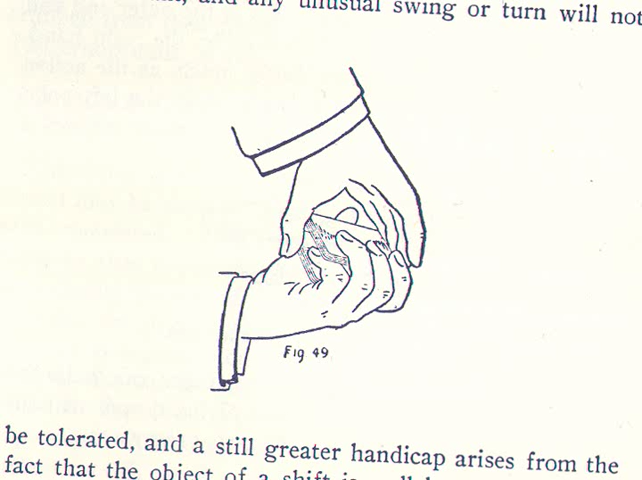 and any unusual swing or turn will not
Fig 49
be tolerated, and a still greater handicap arises from the
fact that the object of a shift is